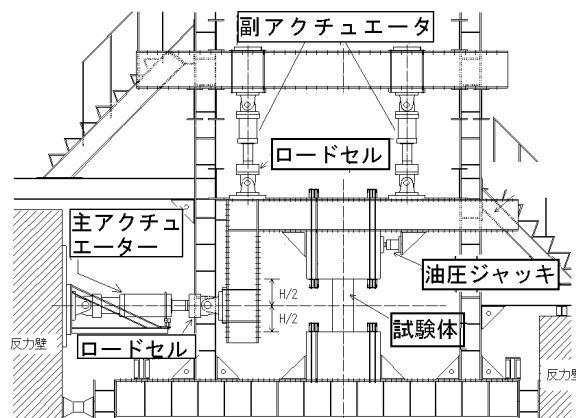 副アクチュエータ
ロードセル
主アクチュ
エーター
油圧ジャッキ
H/2
H/2
試験体
ロードセル
反力壁
反力壁